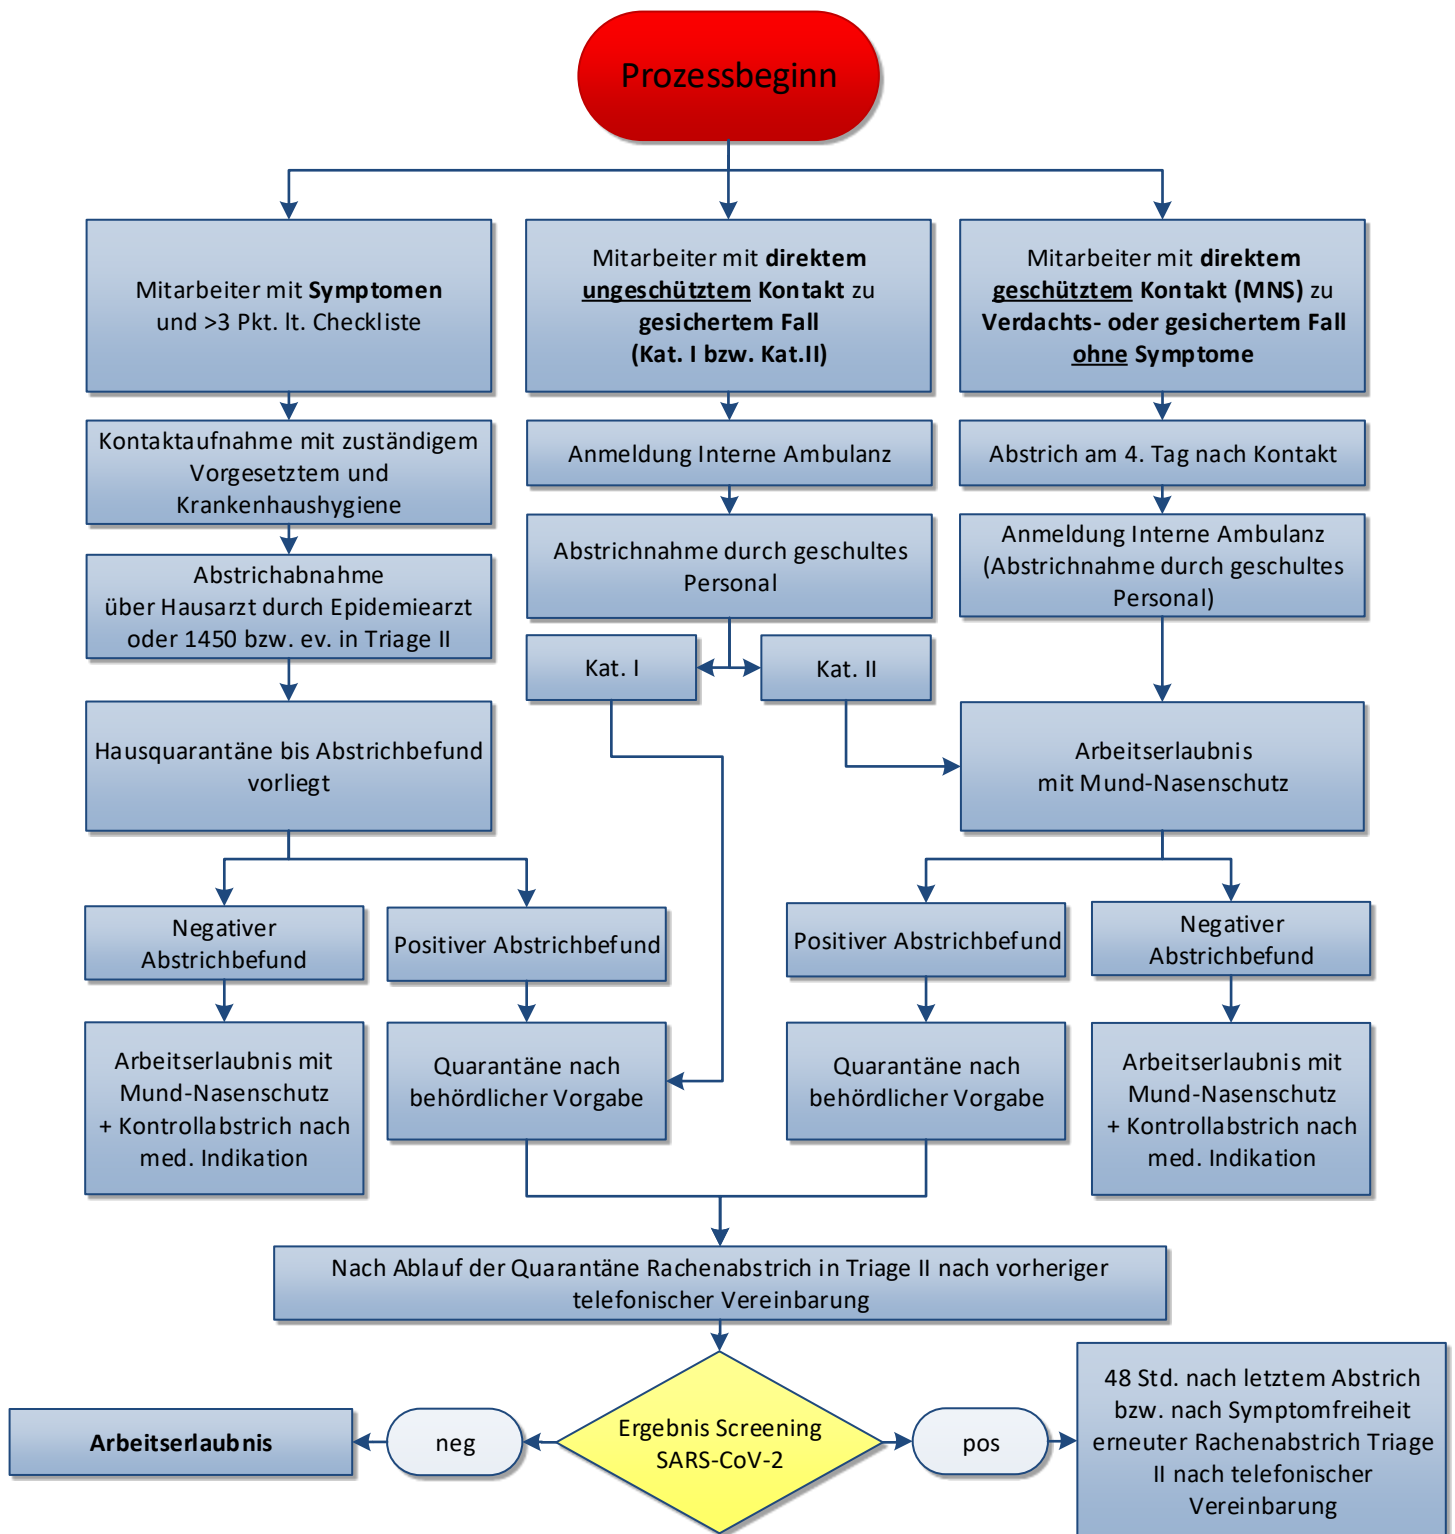 Prozessbeginn
Mitarbeiter mit Symptomen
und >3 Pkt. lt. Checkliste
Mitarbeiter mit direktem
ungeschütztem Kontakt zu
gesichertem Fall
(Kat. I bzw. Kat.II)
Mitarbeiter mit direktem
geschütztem Kontakt (MNS) zu
Verdachts- oder gesichertem Fall
ohne Symptome
Kontaktaufnahme mit zuständigem
Vorgesetztem und
Krankenhaushygiene
Anmeldung Interne Ambulanz
Abstrich am 4. Tag nach Kontakt
Abstrichabnahme
über Hausarzt durch Epidemiearzt
oder 1450 bzw. ev. in Triage II
Abstrichnahme durch geschultes
Personal
Anmeldung Interne Ambulanz
(Abstrichnahme durch geschultes
Personal)
Kat. I
Kat. II
Hausquarantäne bis Abstrichbefund
vorliegt
Arbeitserlaubnis
mit Mund-Nasenschutz
Negativer
Abstrichbefund
Positiver Abstrichbefund
Positiver Abstrichbefund
Negativer
Abstrichbefund
Arbeitserlaubnis mit
Mund-Nasenschutz
+ Kontrollabstrich nach
med. Indikation
Quarantäne nach
behördlicher Vorgabe
Quarantäne nach
behördlicher Vorgabe
Arbeitserlaubnis mit
Mund-Nasenschutz
+ Kontrollabstrich nach
med. Indikation
Nach Ablauf der Quarantäne Rachenabstrich in Triage II nach vorheriger
telefonischer Vereinbarung
Arbeitserlaubnis
neg
Ergebnis Screening
SARS-CoV-2
pos
48 Std. nach letztem Abstrich
bzw. nach Symptomfreiheit
erneuter Rachenabstrich Triage
II nach telefonischer
Vereinbarung